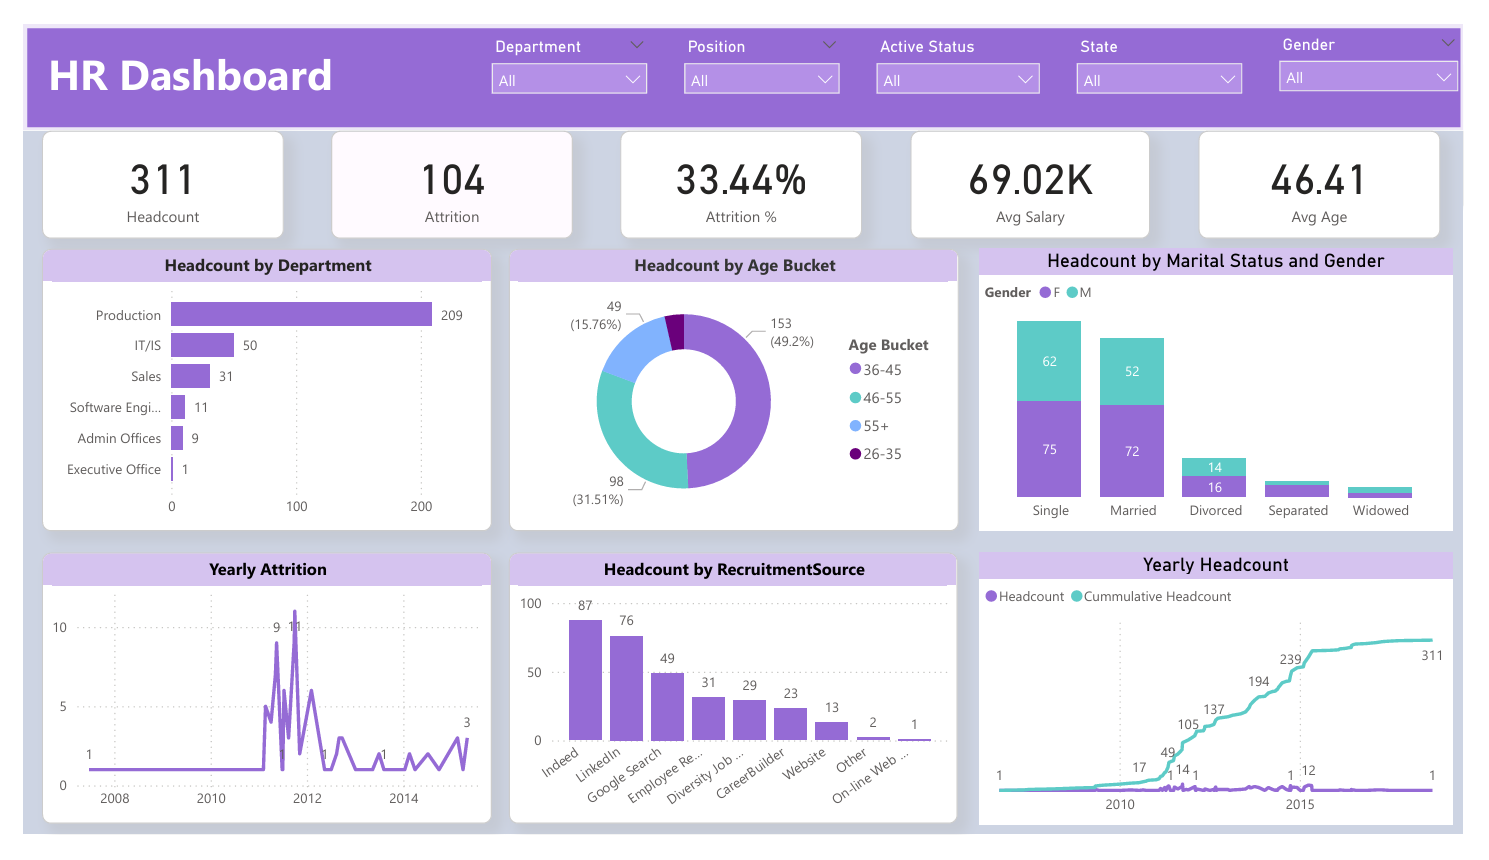 HR Dashboard
Department
Position
Active Status
State
Gender
All
All
All
All
All
311
Headcount
104
Attrition
33.44%
Attrition %
69.02K
Avg Salary
46.41
Avg Age
Headcount by Department
Production
209
IT/IS
50
Sales
31
Software Engi...
11
Admin Offices
9
Executive Office
1
0
100
200
Headcount by Age Bucket
49
(15.76%)
153
(49.2%)
98
(31.51%)
Age Bucket
36-45
46-55
55+
26-35
Headcount by Marital Status and Gender
Gender F M
62
52
14
75
72
16
Single
Married
Divorced
Separated
Widowed
Yearly Attrition
10
5
0
1
9
11
1
1
1
3
2008
2010
2012
2014
Headcount by RecruitmentSource
100
50
0
87
76
49
31
29
23
13
2
1
Indeed
LinkedIn
Google Search
Employee Re...
Diversity Job ...
CareerBuilder
Website
Other
On-line Web ...
Yearly Headcount
Headcount Cummulative Headcount
311
239
194
137
105
49
17
1
1
14
1
1
12
1
2010
2015